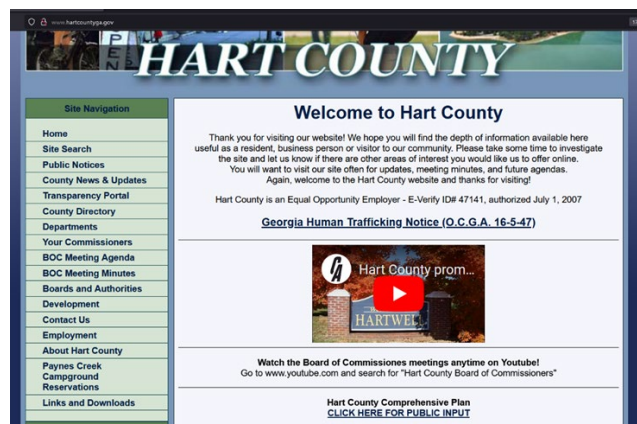 www.hartcountyga.gov
PEN
HART COUNTY
Site Navigation
Home
Site Search
Public Notices
County News & Updates
Transparency Portal
County Directory
Departments
Your Commissioners
BOC Meeting Agenda
BOC Meeting Minutes
Boards and Authorities
Development
Contact Us
Employment
About Hart County
Paynes Creek
Campground
Reservations
Links and Downloads
Welcome to Hart County
Thank you for visiting our website! We hope you will find the depth of information available here
useful as a resident, business person or visitor to our community. Please take some time to investigate
the site and let us know if there are other areas of interest you would like us to offer online.
You will want to visit our site often for updates, meeting minutes, and future agendas.
Again, welcome to the Hart County website and thanks for visiting!
Hart County is an Equal Opportunity Employer - E-Verify ID# 47141, authorized July 1, 2007
Georgia Human Trafficking Notice (O.C.G.A. 16-5-47)
Hart County prom...
HARTWELL
Watch the Board of Commissiones meetings anytime on Youtube!
Go to www.youtube.com and search for "Hart County Board of Commissioners"
Hart County Comprehensive Plan
CLICK HERE FOR PUBLIC INPUT